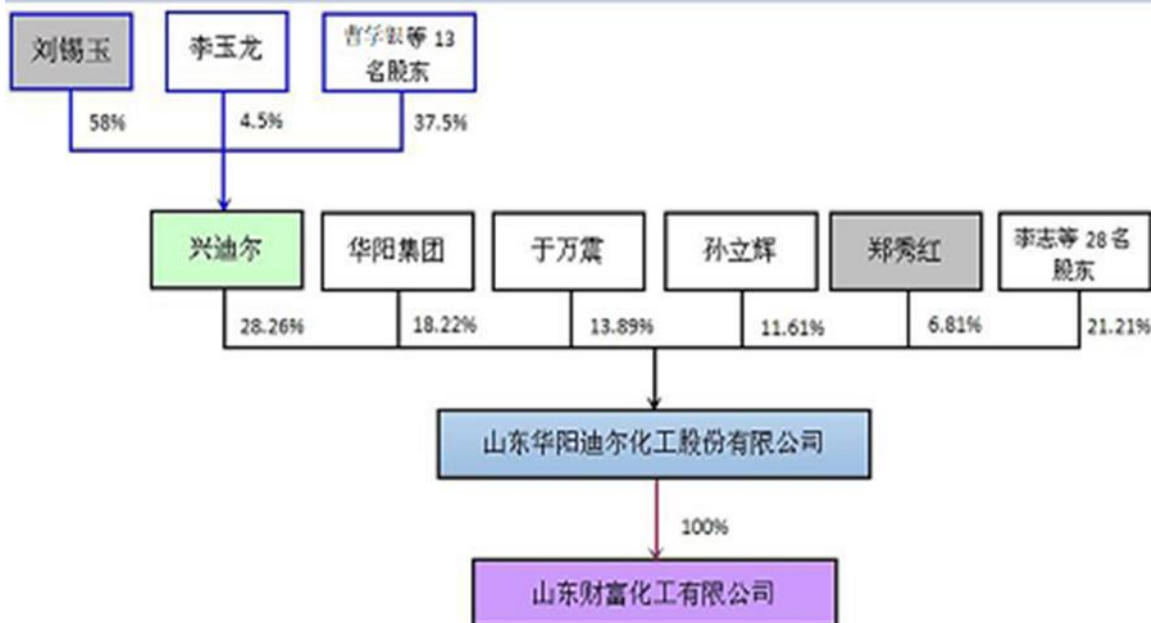 刘锡玉
李玉龙
曹学银等 13
名股东
58%
4.5%
37.5%
兴迪尔
华阳集团
于万震
孙立辉
郑秀红
李志等 28 名
股东
28.26%
18.22%
13.89%
11.61%
6.81%
21.21%
山东华阳迪尔化工股份有限公司
100%
山东财富化工有限公司